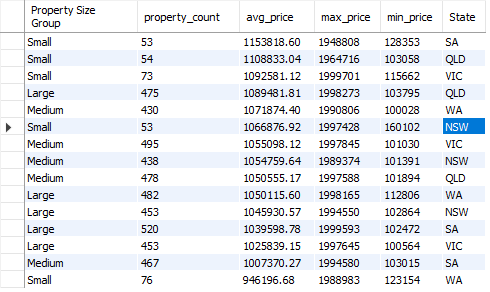 Property Size Group property_count avg_price max_price min_price State
Small 53 1153818.60 1948808 128353 SA
Small 54 1108833.04 1964716 103058 QLD
Small 73 1092581.12 1999701 115662 VIC
Large 475 1089481.81 1998273 103795 QLD
Medium 430 1071874.40 1990806 100028 WA
Small 53 1066876.92 1997428 160102 NSW
Medium 495 1055098.12 1997845 101030 VIC
Medium 438 1054759.64 1989374 101391 NSW
Medium 478 1050555.17 1997588 101894 QLD
Large 482 1050115.60 1998165 112806 WA
Large 453 1045930.57 1994550 102864 NSW
Large 520 1039598.78 1999593 102472 SA
Large 453 1025839.15 1997645 100564 VIC
Medium 467 1007370.27 1994580 103015 SA
Small 76 946196.68 1988983 123154 WA